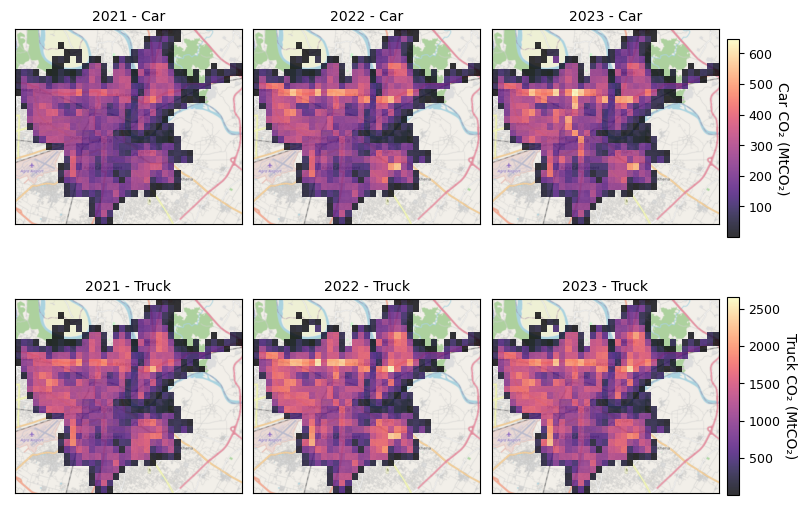 2021 - Car
2022 - Car
2023 - Car
600
500
400
300
200
100
Car CO₂ (MtCO₂)
2021 - Truck
2022 - Truck
2023 - Truck
2500
2000
1500
1000
500
Truck CO₂ (MtCO₂)